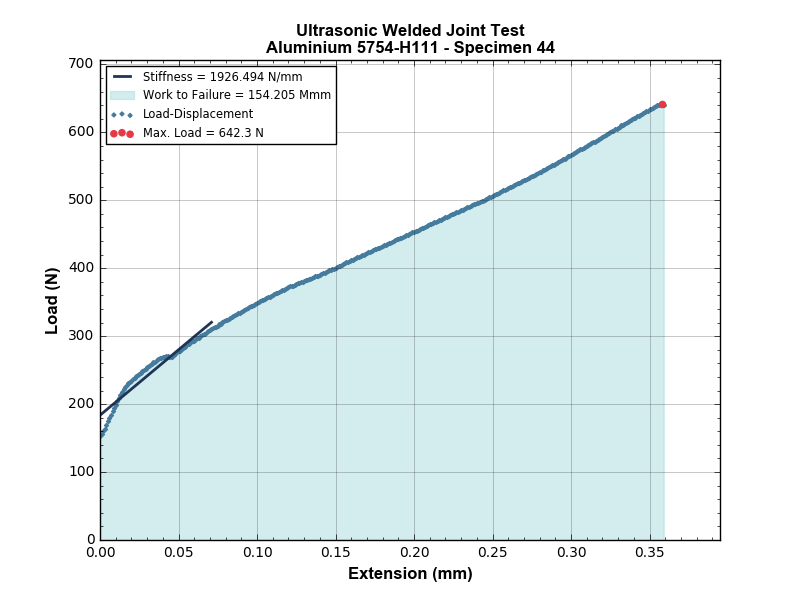 Ultrasonic Welded Joint Test
Aluminium 5754-H111 - Specimen 44
Stiffness = 1926.494 N/mm
Work to Failure = 154.205 Mmm
Load-Displacement
Max. Load = 642.3 N
700
600
500
400
300
200
100
0
Load (N)
0.00 0.05 0.10 0.15 0.20 0.25 0.30 0.35
Extension (mm)